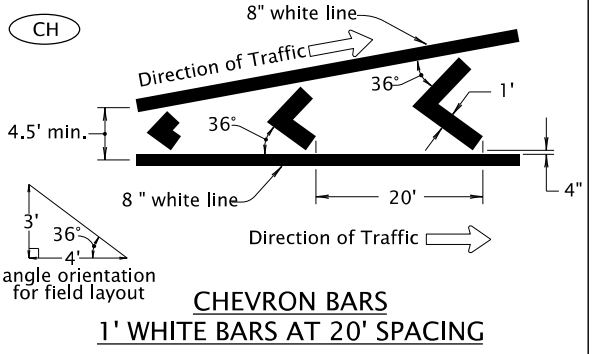 CH
8" white line
Direction of Traffic
36°
1'
4.5' min.
36°
4"
8 " white line
20'
3'
36°
4'
Direction of Traffic
angle orientation
for field layout
CHEVRON BARS
1' WHITE BARS AT 20' SPACING